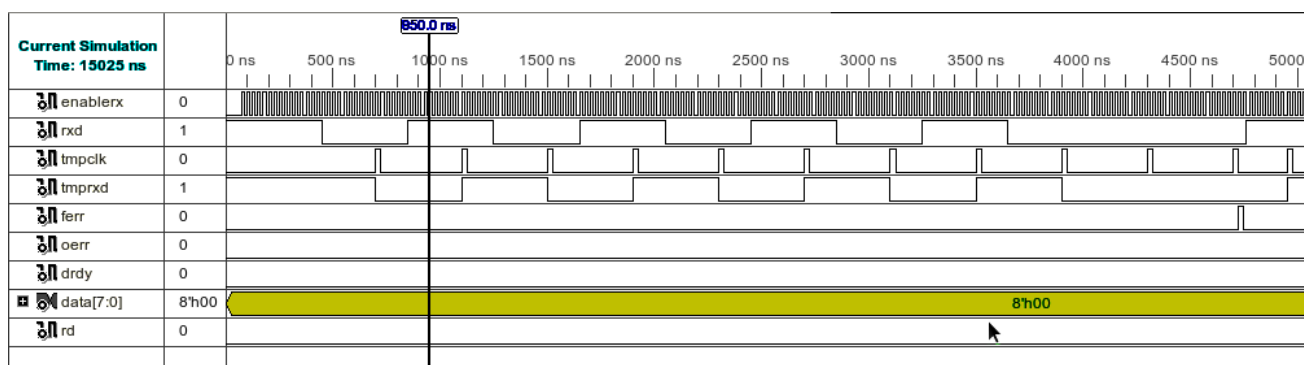 950.0 ns
Current Simulation
Time: 15025 ns
0 ns 500 ns 1000 ns 1500 ns 2000 ns 2500 ns 3000 ns 3500 ns 4000 ns 4500 ns 5000
enablerx 0
rxd 1
tmpclk 0
tmprxd 1
ferr 0
oerr 0
drdy 0
data[7:0] 8'h00 8'h00
rd 0